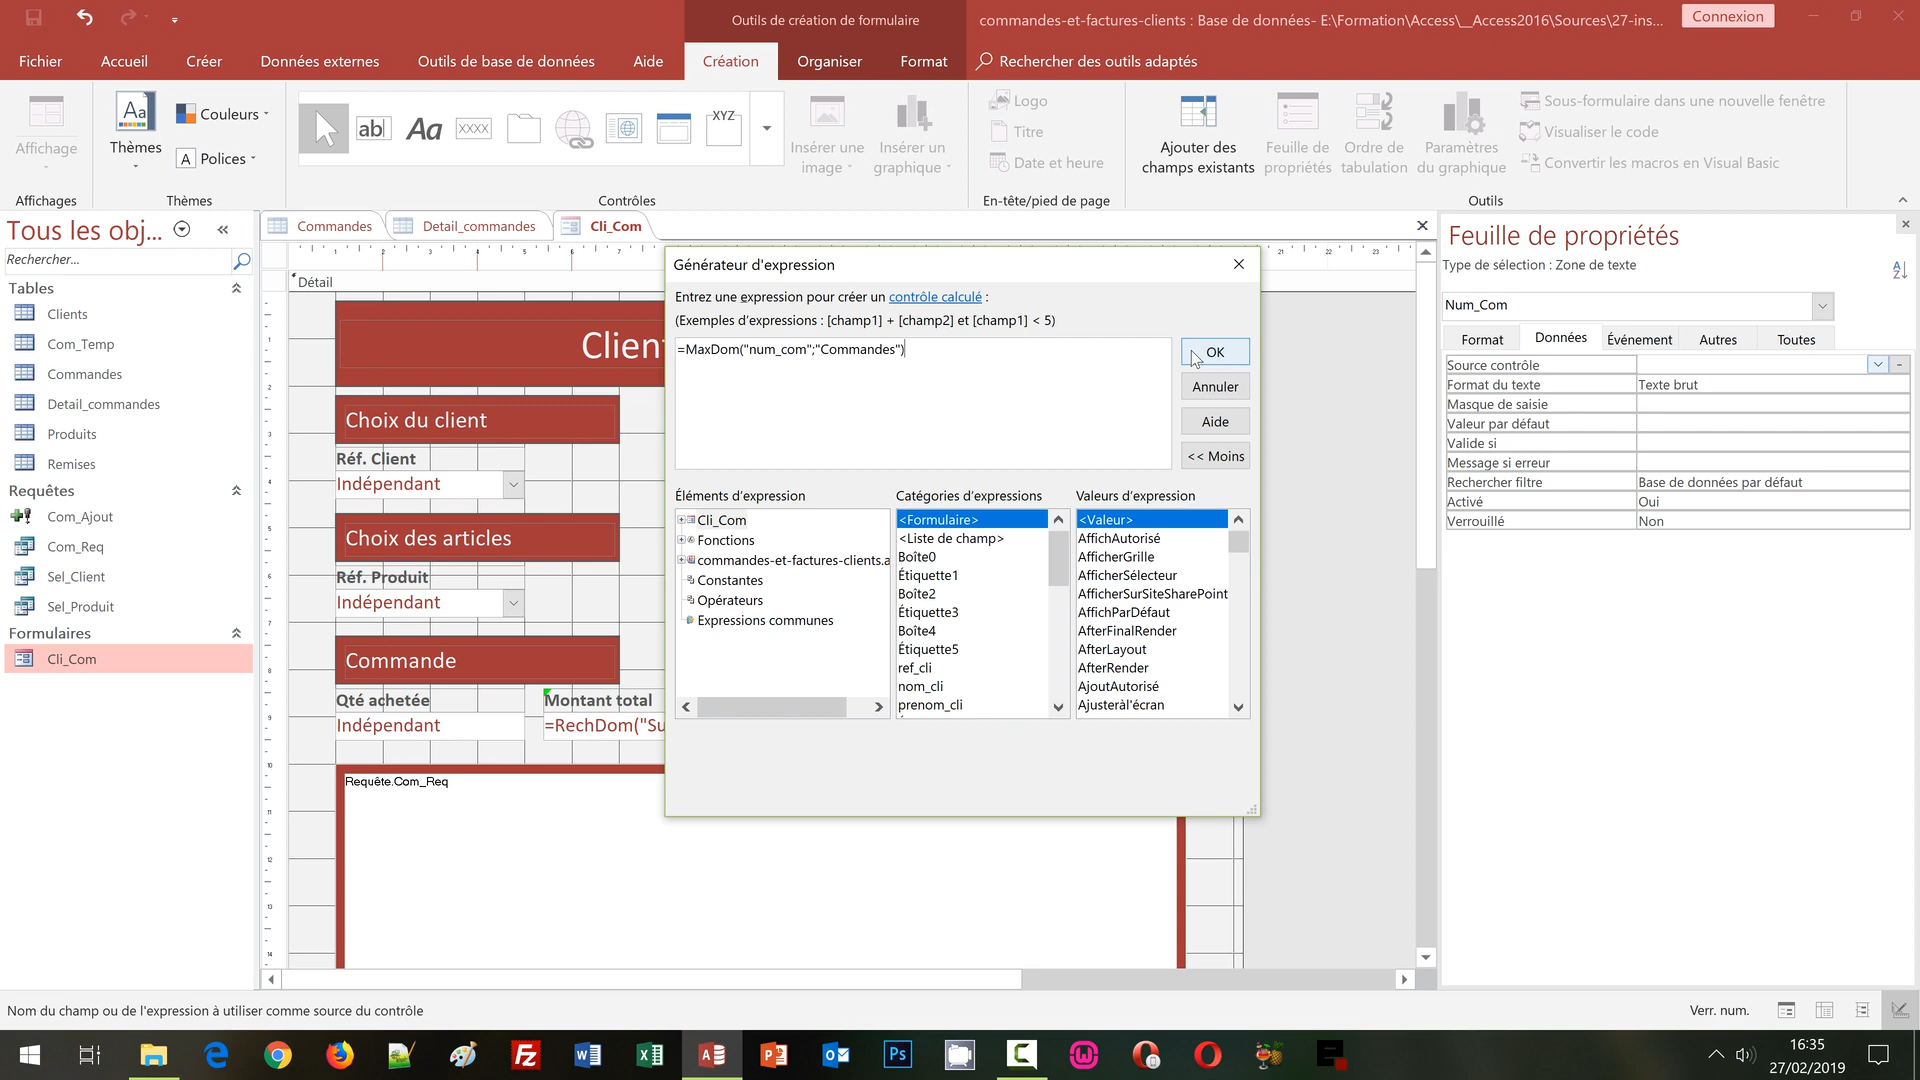 Outils de création de formulaire
commandes-et-factures-clients : Base de données- E:\Formation\Access\__Access2016\Sources\27-ins...
Connexion
Fichier
Accueil
Créer
Données externes
Outils de base de données
Aide
Création
Organiser
Format
Rechercher des outils adaptés
Affichage
Aa
Thèmes
Couleurs
A Polices
ab|
Aa
XXXX
XYZ
Insérer une image
Insérer un graphique
Logo
Titre
Date et heure
Ajouter des champs existants
Feuille de propriétés
Ordre de tabulation
Paramètres du graphique
Sous-formulaire dans une nouvelle fenêtre
Visualiser le code
Convertir les macros en Visual Basic
Affichages
Thèmes
Contrôles
En-tête/pied de page
Outils
Tous les obj...
Rechercher...
Tables
Clients
Com_Temp
Commandes
Detail_commandes
Produits
Remises
Requêtes
Com_Ajout
Com_Req
Sel_Client
Sel_Produit
Formulaires
Cli_Com
Commandes
Detail_commandes
Cli_Com
Détail
Client
Choix du client
Réf. Client
Indépendant
Choix des articles
Réf. Produit
Indépendant
Commande
Qté achetée
Montant total
Indépendant
=RechDom("Su
Requête.Com_Req
Générateur d'expression
Entrez une expression pour créer un contrôle calculé :
(Exemples d'expressions : [champ1] + [champ2] et [champ1] < 5)
=MaxDom("num_com";"Commandes")
OK
Annuler
Aide
<< Moins
Éléments d'expression
Cli_Com
Fonctions
commandes-et-factures-clients.a
Constantes
Opérateurs
Expressions communes
Catégories d'expressions
<Formulaire>
<Liste de champ>
Boîte0
Étiquette1
Boîte2
Étiquette3
Boîte4
Étiquette5
ref_cli
nom_cli
prenom_cli
Valeurs d'expression
<Valeur>
AffichAutorisé
AfficherGrille
AfficherSélecteur
AfficherSurSiteSharePoint
AffichParDéfaut
AfterFinalRender
AfterLayout
AfterRender
AjoutAutorisé
Ajusteràl'écran
Feuille de propriétés
Type de sélection : Zone de texte
Num_Com
Format
Données
Événement
Autres
Toutes
Source contrôle
Format du texte Texte brut
Masque de saisie
Valeur par défaut
Valide si
Message si erreur
Rechercher filtre Base de données par défaut
Activé Oui
Verrouillé Non
Nom du champ ou de l'expression à utiliser comme source du contrôle
Verr. num.
16:35
27/02/2019